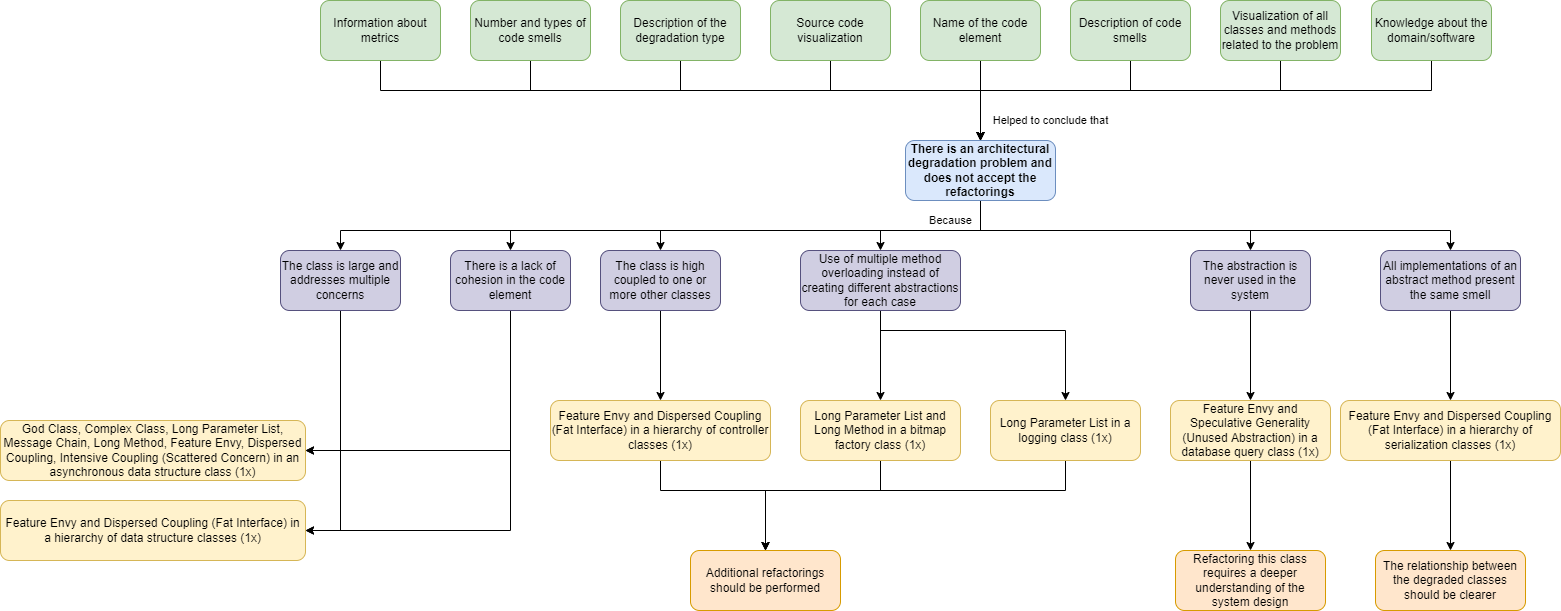 Information about
metrics
Number and types of
code smells
Description of the
degradation type
Source code
visualization
Name of the code
element
Description of code
smells
Visualization of all
classes and methods
related to the problem
Knowledge about the
domain/software
Helped to conclude that
There is an architectural
degradation problem and
does not accept the
refactorings
Because
The class is large and
addresses multiple
concerns
There is a lack of
cohesion in the code
element
The class is high
coupled to one or
more other classes
Use of multiple method
overloading instead of
creating different abstractions
for each case
The abstraction is
never used in the
system
All implementations of an
abstract method present
the same smell
God Class, Complex Class, Long Parameter List,
Message Chain, Long Method, Feature Envy, Dispersed
Coupling, Intensive Coupling (Scattered Concern) in an
asynchronous data structure class (1x)
Feature Envy and Dispersed Coupling (Fat Interface) in
a hierarchy of data structure classes (1x)
Feature Envy and Dispersed Coupling
(Fat Interface) in a hierarchy of controller
classes (1x)
Long Parameter List and
Long Method in a bitmap
factory class (1x)
Long Parameter List in a
logging class (1x)
Feature Envy and
Speculative Generality
(Unused Abstraction) in a
database query class (1x)
Feature Envy and Dispersed Coupling
(Fat Interface) in a hierarchy of
serialization classes (1x)
Additional refactorings
should be performed
Refactoring this class
requires a deeper
understanding of the
system design
The relationship between
the degraded classes
should be clearer